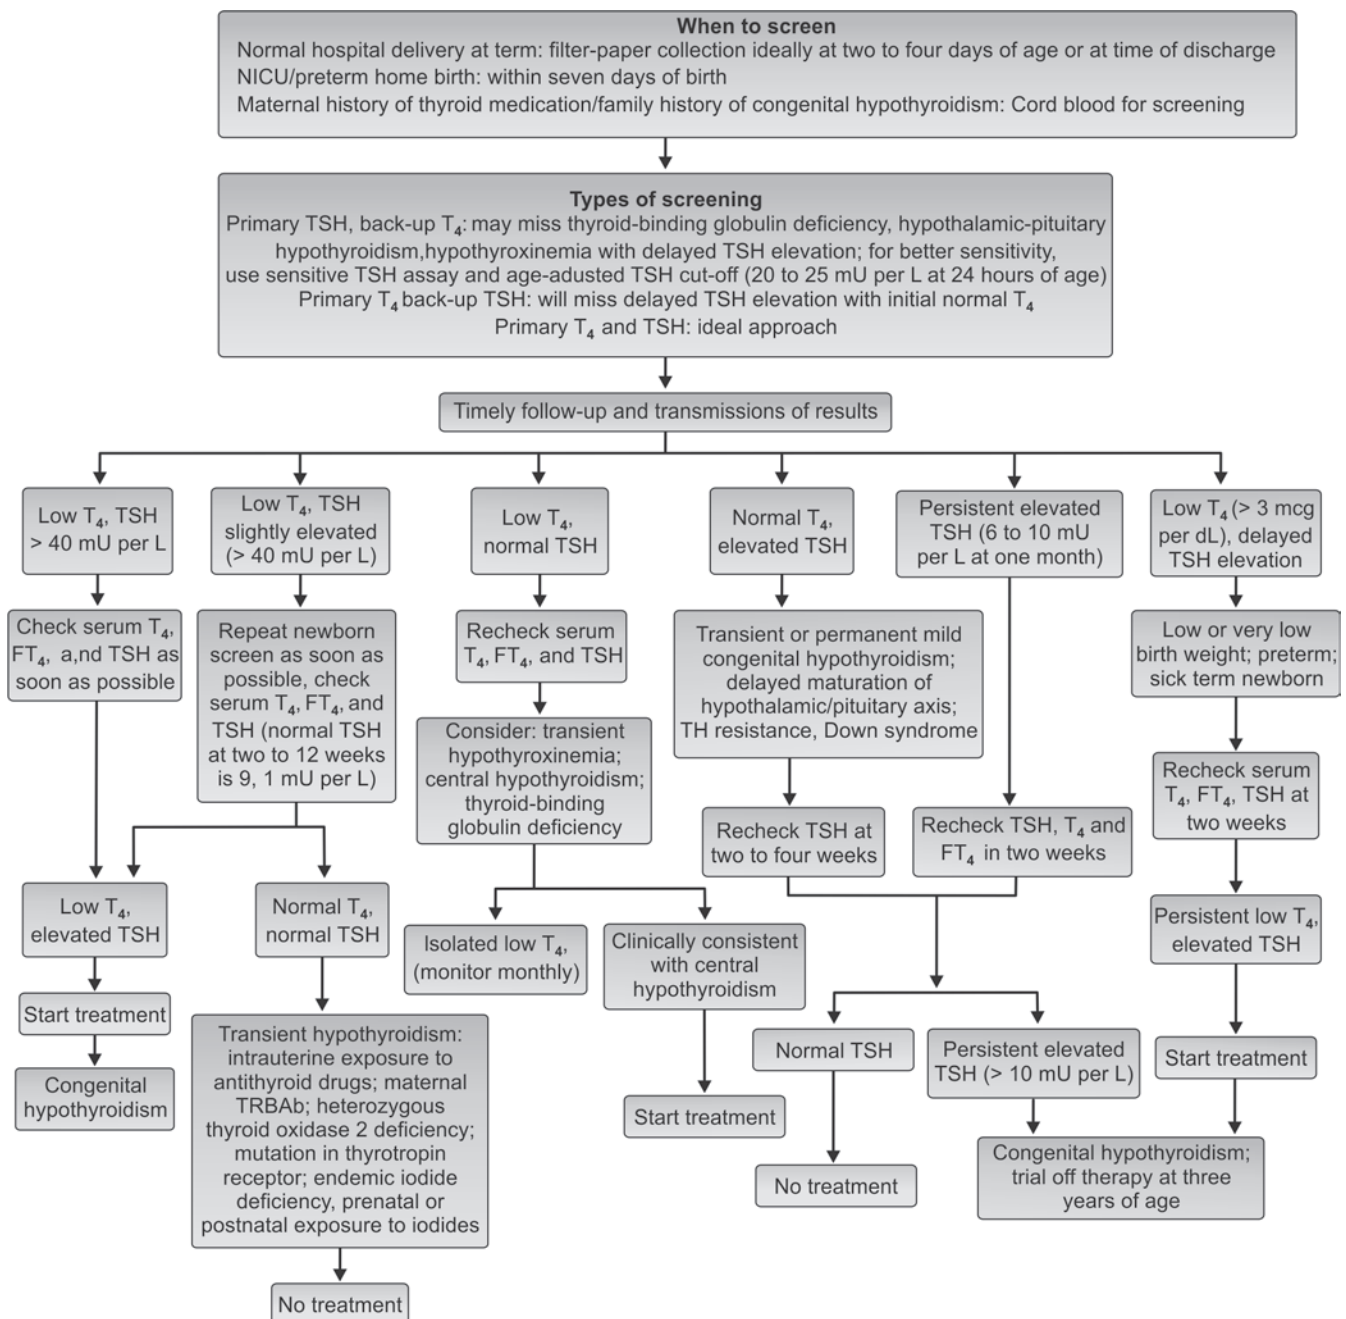 When to screen
Normal hospital delivery at term: filter-paper collection ideally at two to four days of age or at time of discharge
NICU/preterm home birth: within seven days of birth
Maternal history of thyroid medication/family history of congenital hypothyroidism: Cord blood for screening
Types of screening
Primary TSH, back-up T4: may miss thyroid-binding globulin deficiency, hypothalamic-pituitary
hypothyroidism,hypothyroxinemia with delayed TSH elevation; for better sensitivity,
use sensitive TSH assay and age-adusted TSH cut-off (20 to 25 mU per L at 24 hours of age)
Primary T4 back-up TSH: will miss delayed TSH elevation with initial normal T4
Primary T4 and TSH: ideal approach
Timely follow-up and transmissions of results
Low T4, TSH
> 40 mU per L
Low T4, TSH
slightly elevated
(> 40 mU per L)
Low T4,
normal TSH
Normal T4,
elevated TSH
Persistent elevated
TSH (6 to 10 mU
per L at one month)
Low T4 (> 3 mcg
per dL), delayed
TSH elevation
Check serum T4,
FT4, a,nd TSH as
soon as possible
Repeat newborn
screen as soon as
possible, check
serum T4, FT4, and
TSH (normal TSH
at two to 12 weeks
is 9, 1 mU per L)
Recheck serum
T4, FT4, and TSH
Transient or permanent mild
congenital hypothyroidism;
delayed maturation of
hypothalamic/pituitary axis;
TH resistance, Down syndrome
Low or very low
birth weight; preterm;
sick term newborn
Consider: transient
hypothyroxinemia;
central hypothyroidism;
thyroid-binding
globulin deficiency
Recheck serum
T4, FT4, TSH at
two weeks
Recheck TSH at
two to four weeks
Recheck TSH, T4 and
FT4 in two weeks
Low T4,
elevated TSH
Normal T4,
normal TSH
Isolated low T4,
(monitor monthly)
Clinically consistent
with central
hypothyroidism
Persistent low T4,
elevated TSH
Start treatment
Congenital
hypothyroidism
Transient hypothyroidism:
intrauterine exposure to
antithyroid drugs; maternal
TRBAb; heterozygous
thyroid oxidase 2 deficiency;
mutation in thyrotropin
receptor; endemic iodide
deficiency, prenatal or
postnatal exposure to iodides
No treatment
Start treatment
Normal TSH
Persistent elevated
TSH (> 10 mU per L)
Start treatment
No treatment
Congenital hypothyroidism;
trial off therapy at three
years of age